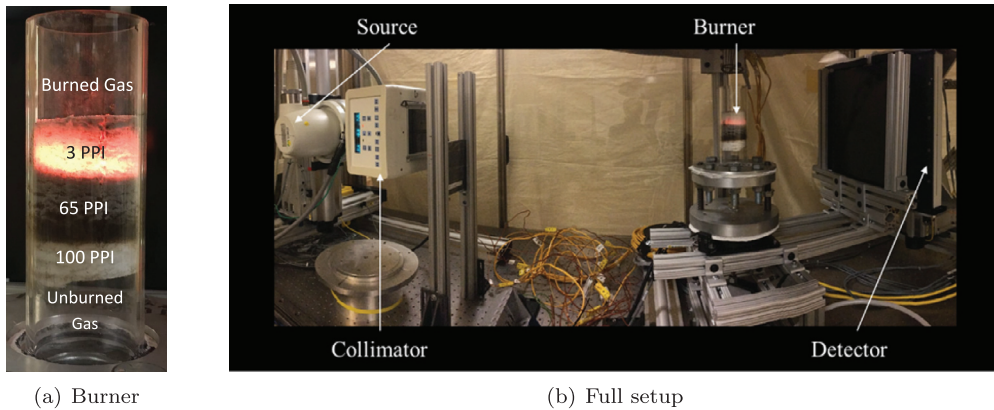 Burned Gas
3 PPI
65 PPI
100 PPI
Unburned
Gas
(a) Burner
Source
Burner
Collimator
Detector
(b) Full setup